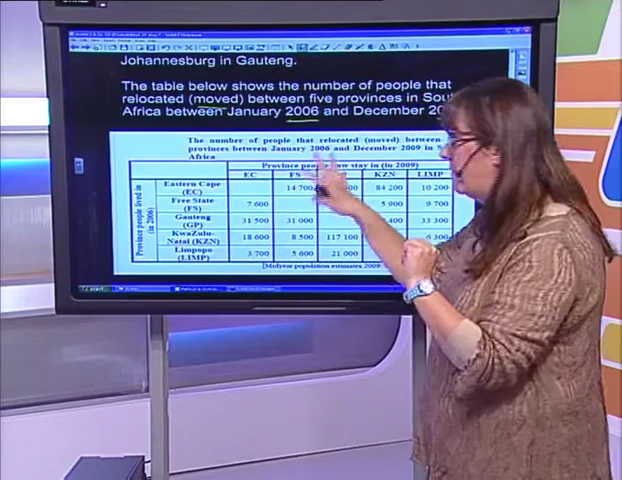 Johannesburg in Gauteng.
The table below shows the number of people that
relocated (moved) between five provinces in South
Africa between January 2006 and December
The number of people that relocated (moved) between
provinces between January 2006 and December 2009 in
Africa
Province people now stay in (in 2009)
EC FS KZN LIMP
Province people lived in
(in 2006)
Eastern Cape
(EC) 14 700 84 200 10 200
Free State
(FS) 7 600 5 900 9 700
Gauteng
(GP) 31 500 31 000 33 300
KwaZulu-
Natal (KZN) 18 600 8 500 117 100 6 300
Limpopo
(LIMP) 3 700 5 600 21 000
[Midyear population estimates
start